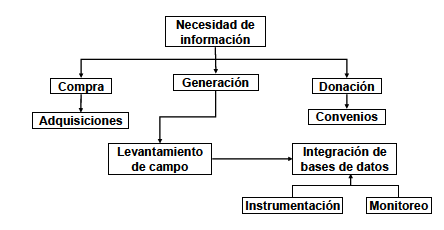 Necesidad de
información
Compra
Generación
Donación
Adquisiciones
Convenios
Levantamiento
de campo
Integración de
bases de datos
Instrumentación
Monitoreo